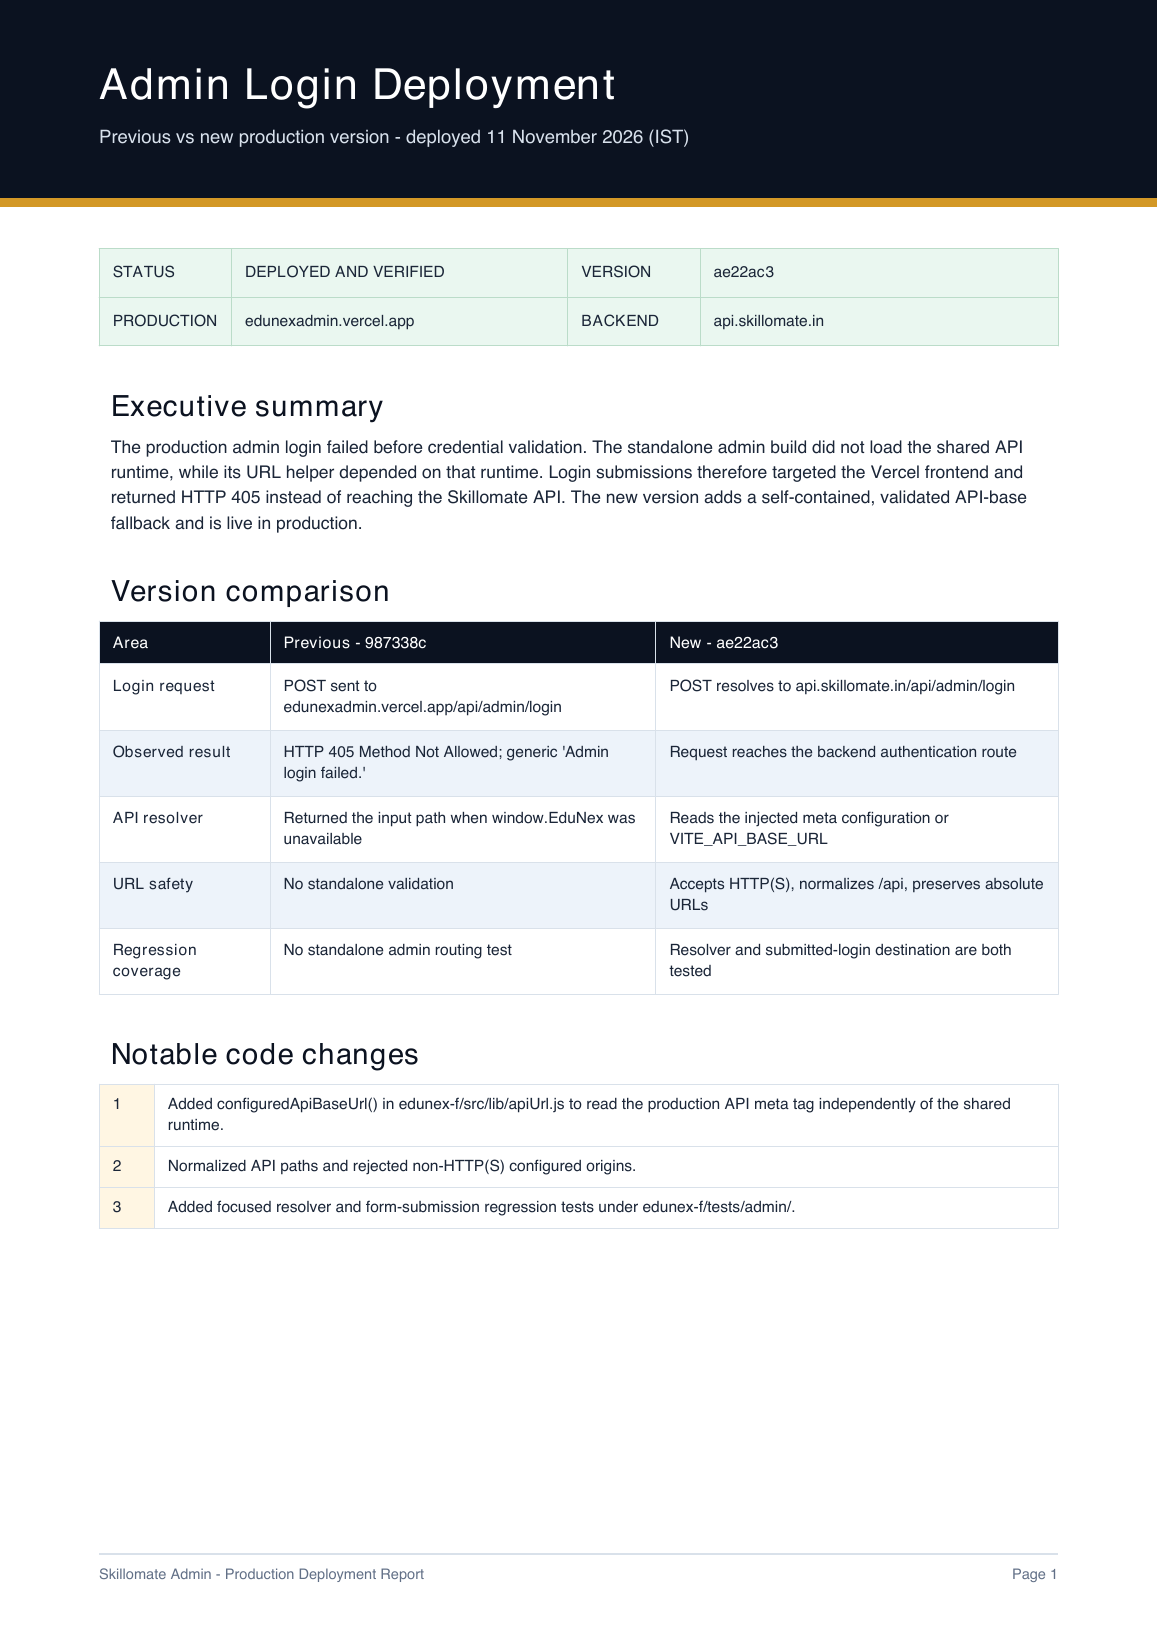 Admin Login Deployment
Previous vs new production version - deployed 11 November 2026 (IST)
STATUS DEPLOYED AND VERIFIED VERSION ae22ac3
PRODUCTION edunexadmin.vercel.app BACKEND api.skillomate.in
Executive summary
The production admin login failed before credential validation. The standalone admin build did not load the shared API
runtime, while its URL helper depended on that runtime. Login submissions therefore targeted the Vercel frontend and
returned HTTP 405 instead of reaching the Skillomate API. The new version adds a self-contained, validated API-base
fallback and is live in production.
Version comparison
Area Previous - 987338c New - ae22ac3
Login request POST sent to POST resolves to api.skillomate.in/api/admin/login
edunexadmin.vercel.app/api/admin/login
Observed result HTTP 405 Method Not Allowed; generic 'Admin Request reaches the backend authentication route
login failed.'
API resolver Returned the input path when window.EduNex was Reads the injected meta configuration or
unavailable VITE_API_BASE_URL
URL safety No standalone validation Accepts HTTP(S), normalizes /api, preserves absolute
URLs
Regression No standalone admin routing test Resolver and submitted-login destination are both
coverage tested
Notable code changes
1 Added configuredApiBaseUrl() in edunex-f/src/lib/apiUrl.js to read the production API meta tag independently of the shared
runtime.
2 Normalized API paths and rejected non-HTTP(S) configured origins.
3 Added focused resolver and form-submission regression tests under edunex-f/tests/admin/.
Skillomate Admin - Production Deployment Report Page 1